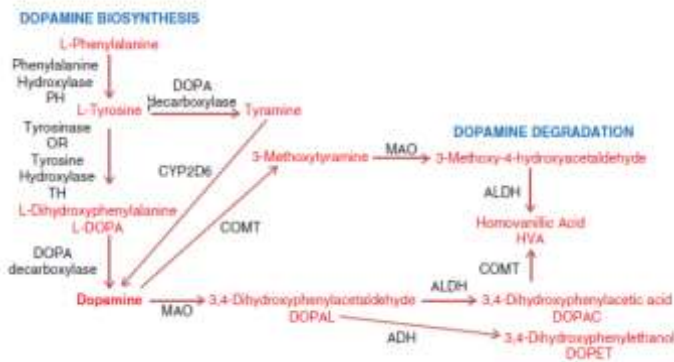 DOPAMINE BIOSYNTHESIS
L-Phenylalanine
Phenylalanine
Hydroxylase
PH
DOPA
decarboxylase
L-Tyrosine
Tyramine
Tyrosinase
OR
Tyrosine
Hydroxylase
TH
CYP2D6
L-Dihydroxyphenylalanine
L-DOPA
DOPA
decarboxylase
COMT
Dopamine
DOPAMINE DEGRADATION
3-Methoxytyramine
MAO
3-Methoxy-4-hydroxyacetaldehyde
ALDH
Homovanillic Acid
HVA
COMT
MAO
3,4-Dihydroxyphenylacetaldehyde
DOPAL
ALDH
3,4-Dihydroxyphenylacetic acid
DOPAC
ADH
3,4-Dihydroxyphenylethanol
DOPET